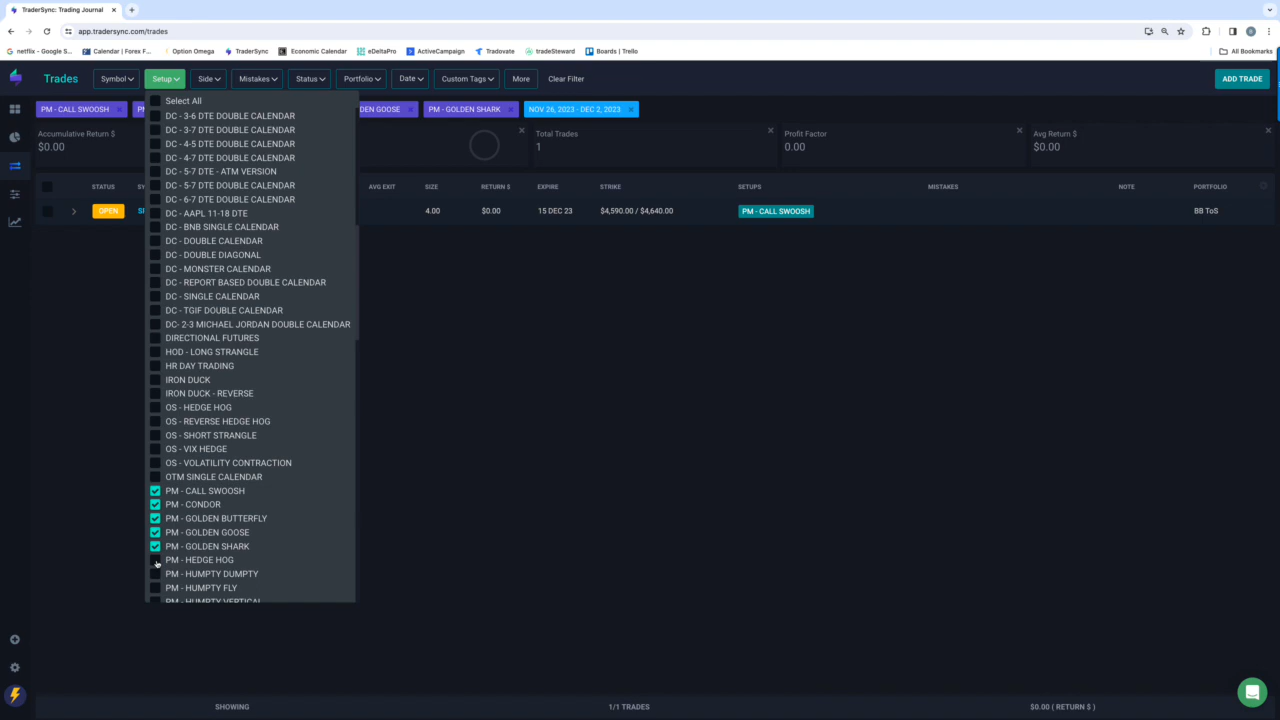 TraderSync: Trading Journal
app.tradersync.com/trades
netflix - Google S... Calendar | Forex F... Option Omega TraderSync Economic Calendar eDeltaPro ActiveCampaign Tradovate tradeSteward Boards | Trello All Bookmarks
Trades Symbol Setup Side Mistakes Status Portfolio Date Custom Tags More Clear Filter ADD TRADE
PM - CALL SWOOSH DEN GOOSE PM - GOLDEN SHARK NOV 26, 2023 - DEC 2, 2023
Accumulative Return $ Total Trades Profit Factor Avg Return $
$0.00 1 0.00 $0.00
STATUS AVG EXIT SIZE RETURN $ EXPIRE STRIKE SETUPS MISTAKES NOTE PORTFOLIO
OPEN 4.00 $0.00 15 DEC 23 $4,590.00 / $4,640.00 PM - CALL SWOOSH BB ToS
Select All
DC - 3-6 DTE DOUBLE CALENDAR
DC - 3-7 DTE DOUBLE CALENDAR
DC - 4-5 DTE DOUBLE CALENDAR
DC - 4-7 DTE DOUBLE CALENDAR
DC - 5-7 DTE - ATM VERSION
DC - 5-7 DTE DOUBLE CALENDAR
DC - 6-7 DTE DOUBLE CALENDAR
DC - AAPL 11-18 DTE
DC - BNB SINGLE CALENDAR
DC - DOUBLE CALENDAR
DC - DOUBLE DIAGONAL
DC - MONSTER CALENDAR
DC - REPORT BASED DOUBLE CALENDAR
DC - SINGLE CALENDAR
DC - TGIF DOUBLE CALENDAR
DC- 2-3 MICHAEL JORDAN DOUBLE CALENDAR
DIRECTIONAL FUTURES
HOD - LONG STRANGLE
HR DAY TRADING
IRON DUCK
IRON DUCK - REVERSE
OS - HEDGE HOG
OS - REVERSE HEDGE HOG
OS - SHORT STRANGLE
OS - VIX HEDGE
OS - VOLATILITY CONTRACTION
OTM SINGLE CALENDAR
PM - CALL SWOOSH
PM - CONDOR
PM - GOLDEN BUTTERFLY
PM - GOLDEN GOOSE
PM - GOLDEN SHARK
PM - HEDGE HOG
PM - HUMPTY DUMPTY
PM - HUMPTY FLY
PM - HUMPTY VERTICAL
SHOWING 1/1 TRADES $0.00 ( RETURN $ )